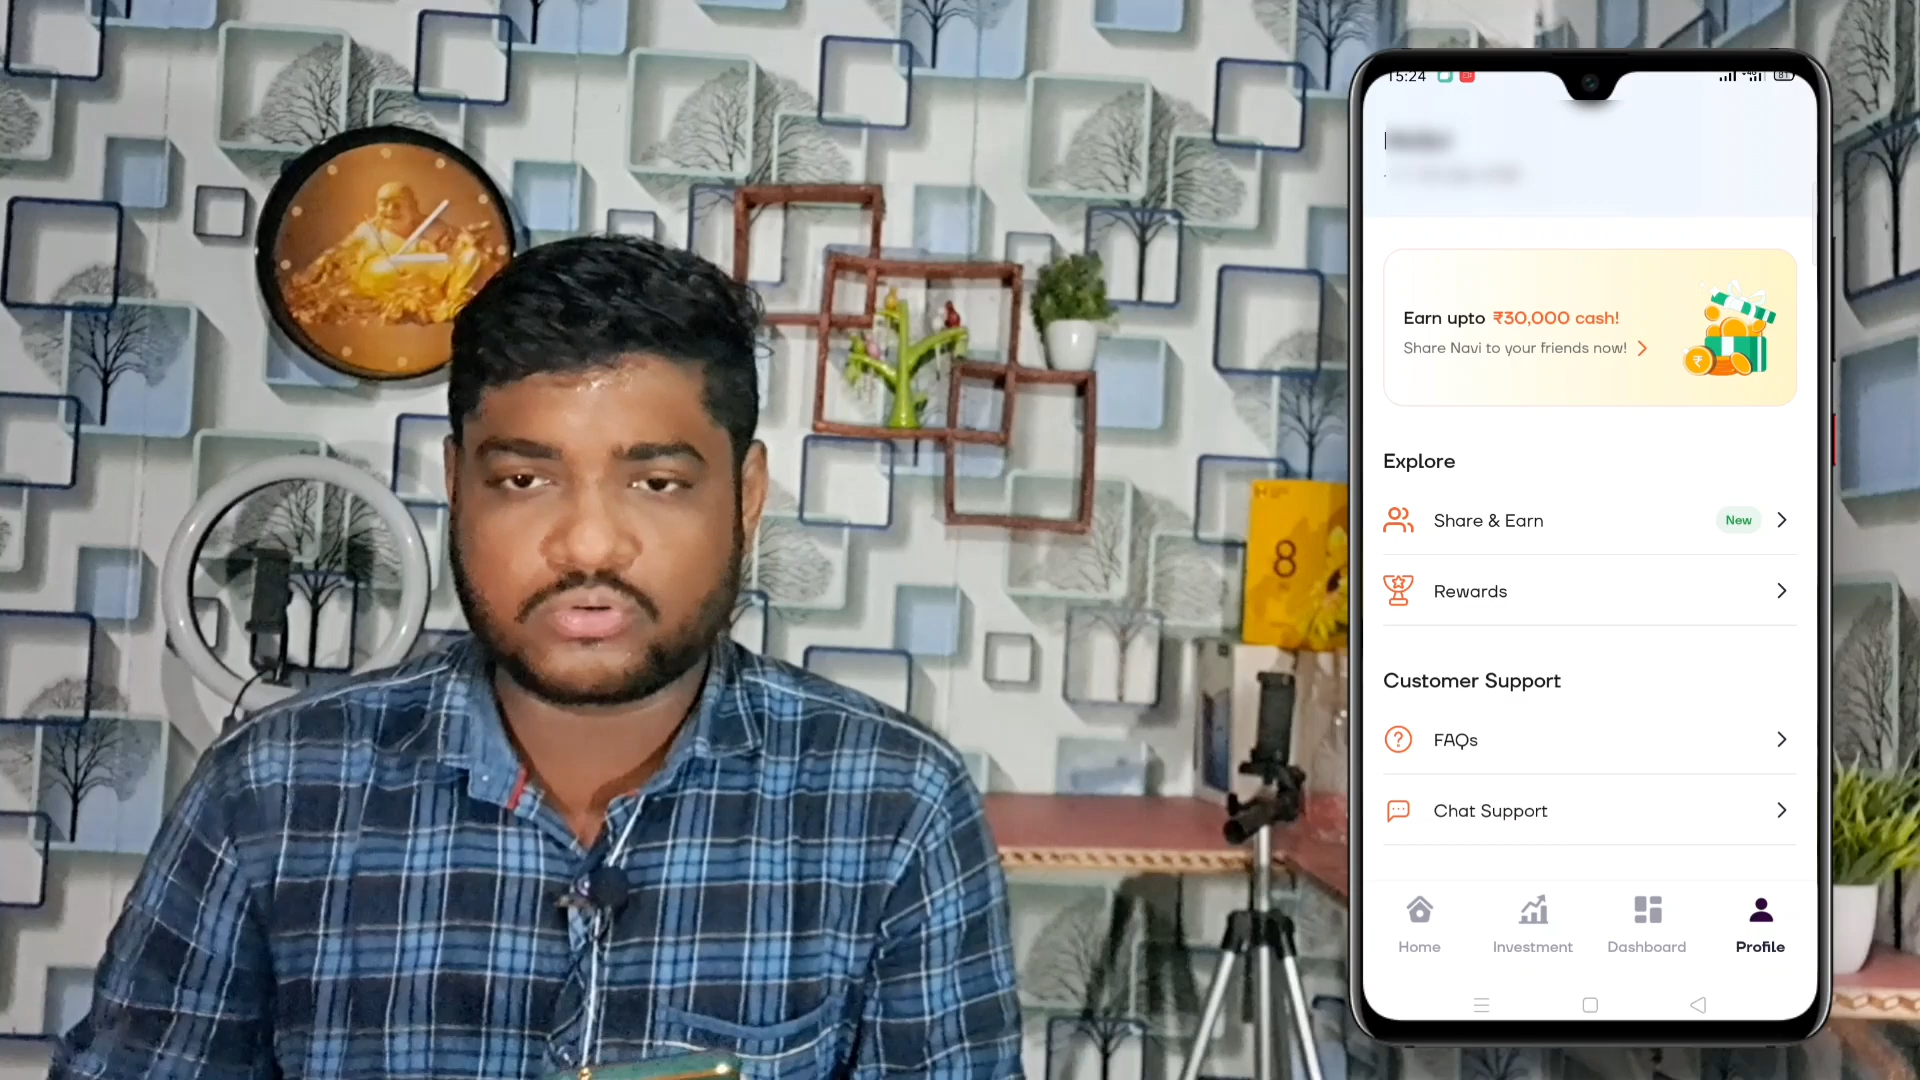 15:24
Earn upto ₹30,000 cash!
Share Navi to your friends now!
Explore
Share & Earn
New
Rewards
Customer Support
FAQs
Chat Support
Home
Investment
Dashboard
Profile
8